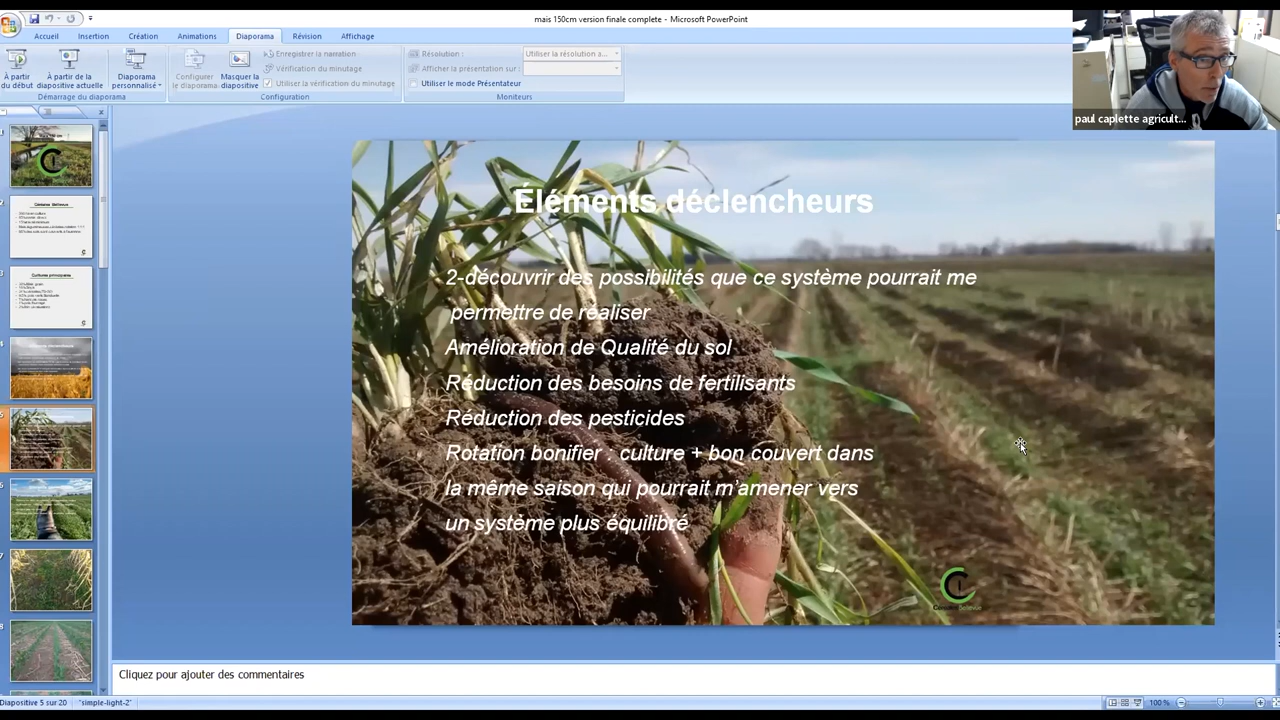 mais 150cm version finale complete - Microsoft PowerPoint
Accueil Insertion Création Animations Diaporama Révision Affichage
À partir du début
À partir de la diapositive actuelle
Diaporama personnalisé
Démarrage du diaporama
Configurer le diaporama
Masquer la diapositive
Enregistrer la narration
Vérification du minutage
Utiliser la vérification du minutage
Configuration
Résolution : Utiliser la résolution a...
Afficher la présentation sur :
Utiliser le mode Présentateur
Moniteurs
paul caplette agricult...
Éléments déclencheurs
2-découvrir des possibilités que ce système pourrait me
permettre de réaliser
Amélioration de Qualité du sol
Réduction des besoins de fertilisants
Réduction des pesticides
Rotation bonifier : culture + bon couvert dans
la même saison qui pourrait m'amener vers
un système plus équilibré
Cliquez pour ajouter des commentaires
Diapositive 5 sur 20 "simple-light-2" 100 %